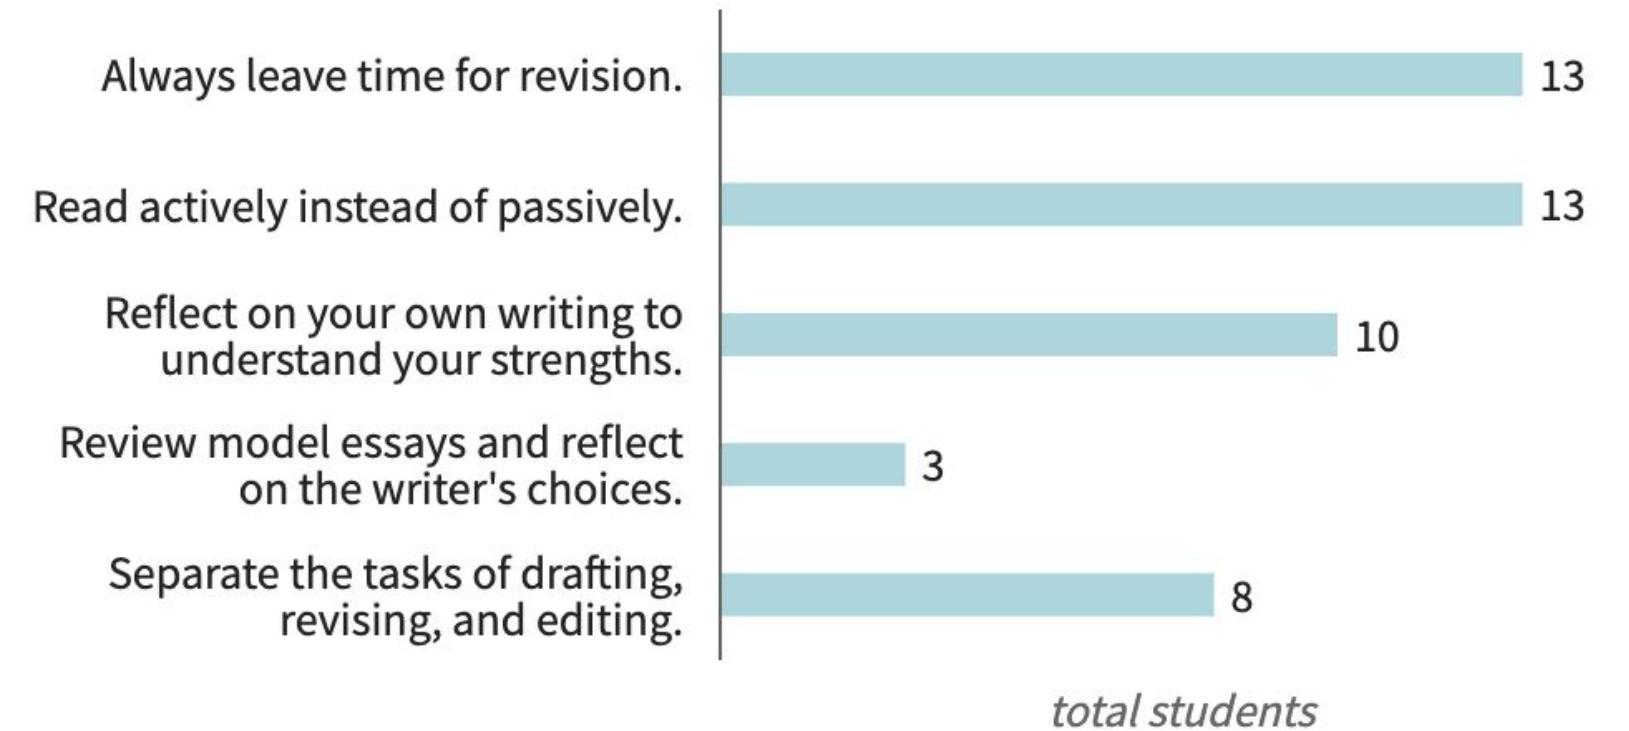 Always leave time for revision.
13
Read actively instead of passively.
13
Reflect on your own writing to
understand your strengths.
10
Review model essays and reflect
on the writer's choices.
3
Separate the tasks of drafting,
revising, and editing.
8
total students